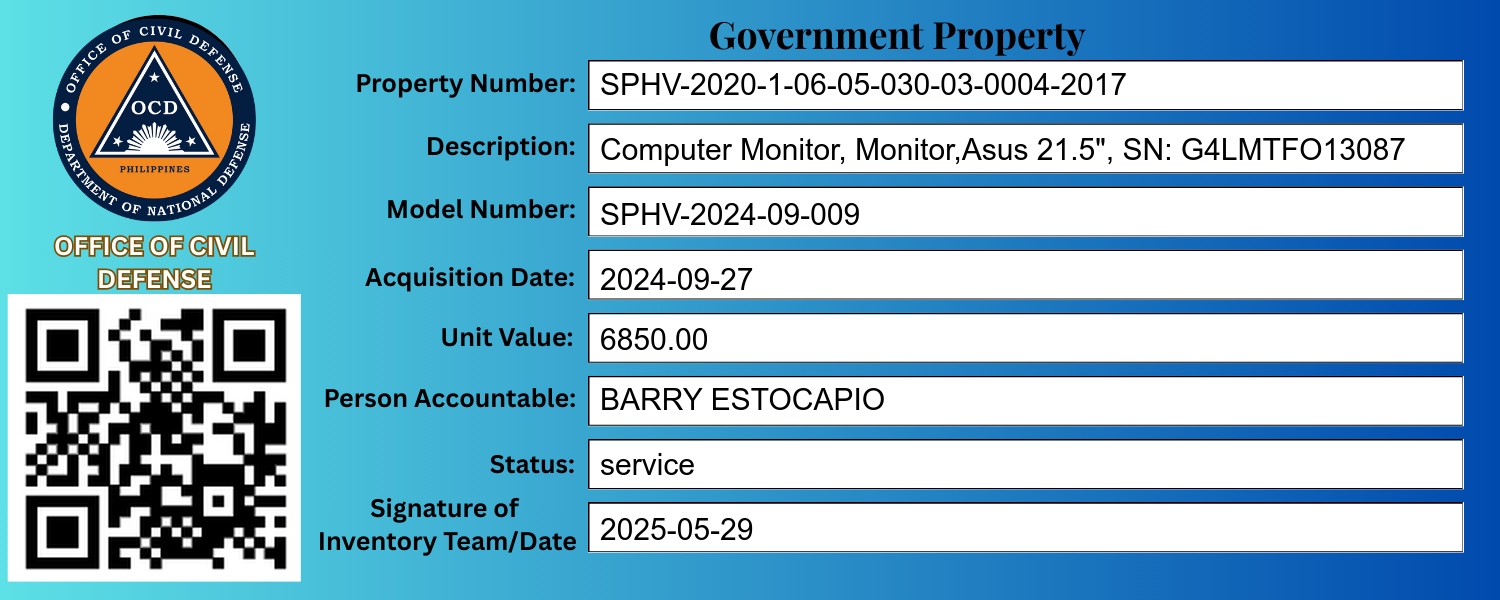 OFFICE OF CIVIL DEFENSE
OCD
PHILIPPINES
DEPARTMENT OF NATIONAL DEFENSE
OFFICE OF CIVIL
DEFENSE
Government Property
Property Number: SPHV-2020-1-06-05-030-03-0004-2017
Description: Computer Monitor, Monitor,Asus 21.5", SN: G4LMTFO13087
Model Number: SPHV-2024-09-009
Acquisition Date: 2024-09-27
Unit Value: 6850.00
Person Accountable: BARRY ESTOCAPIO
Status: service
Signature of
Inventory Team/Date 2025-05-29